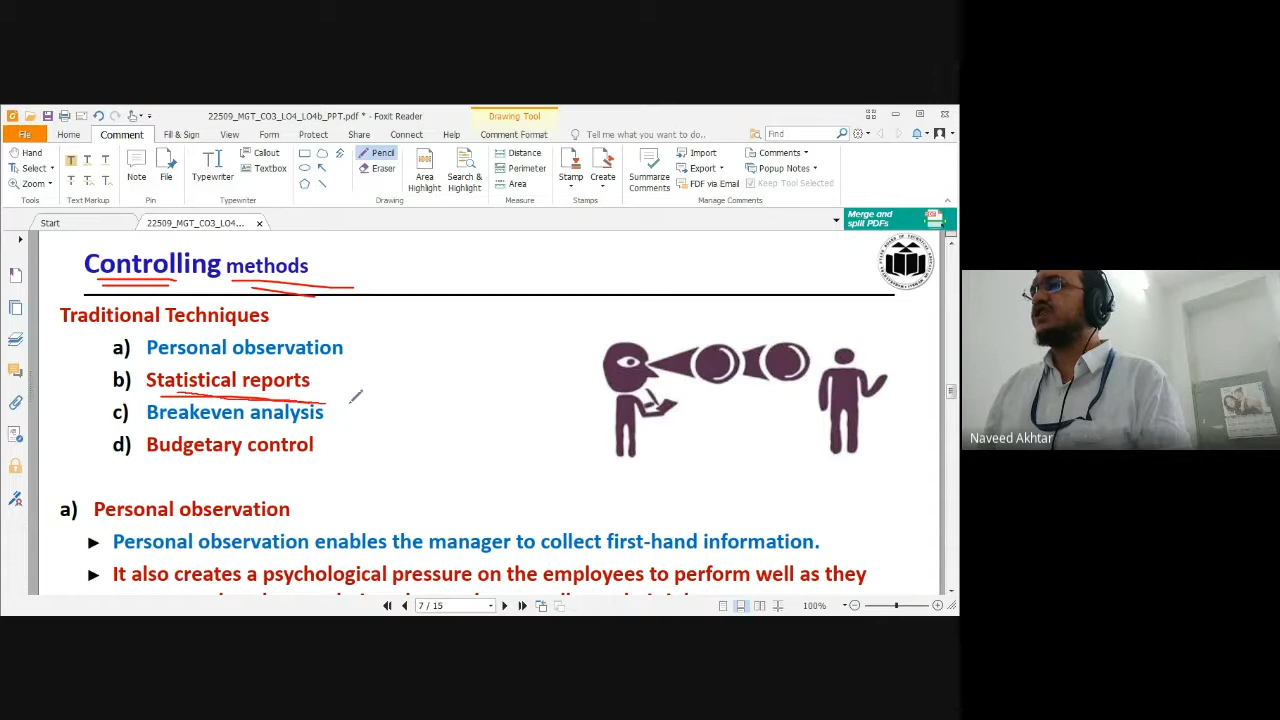 22509_MGT_CO3_LO4_LO4b_PPT.pdf * - Foxit Reader
Drawing Tool
File Home Comment Fill & Sign View Form Protect Share Connect Help Comment Format Tell me what you want to do.. Find
Hand
Select
Zoom
Tools
T T T
T T T
Text Markup
Note
File
Typewriter
Callout
Textbox
Typewriter
Pencil
Eraser
Drawing
Area Highlight
Search & Highlight
Distance
Perimeter
Area
Measure
Stamp
Create
Stamps
Summarize Comments
Import
Export
FDF via Email
Comments
Popup Notes
Keep Tool Selected
Manage Comments
Start
22509_MGT_CO3_LO4...
Merge and
split PDFs
Controlling methods
Traditional Techniques
a) Personal observation
b) Statistical reports
c) Breakeven analysis
d) Budgetary control
a) Personal observation
► Personal observation enables the manager to collect first-hand information.
► It also creates a psychological pressure on the employees to perform well as they
7 / 15
100%
Naveed Akhtar